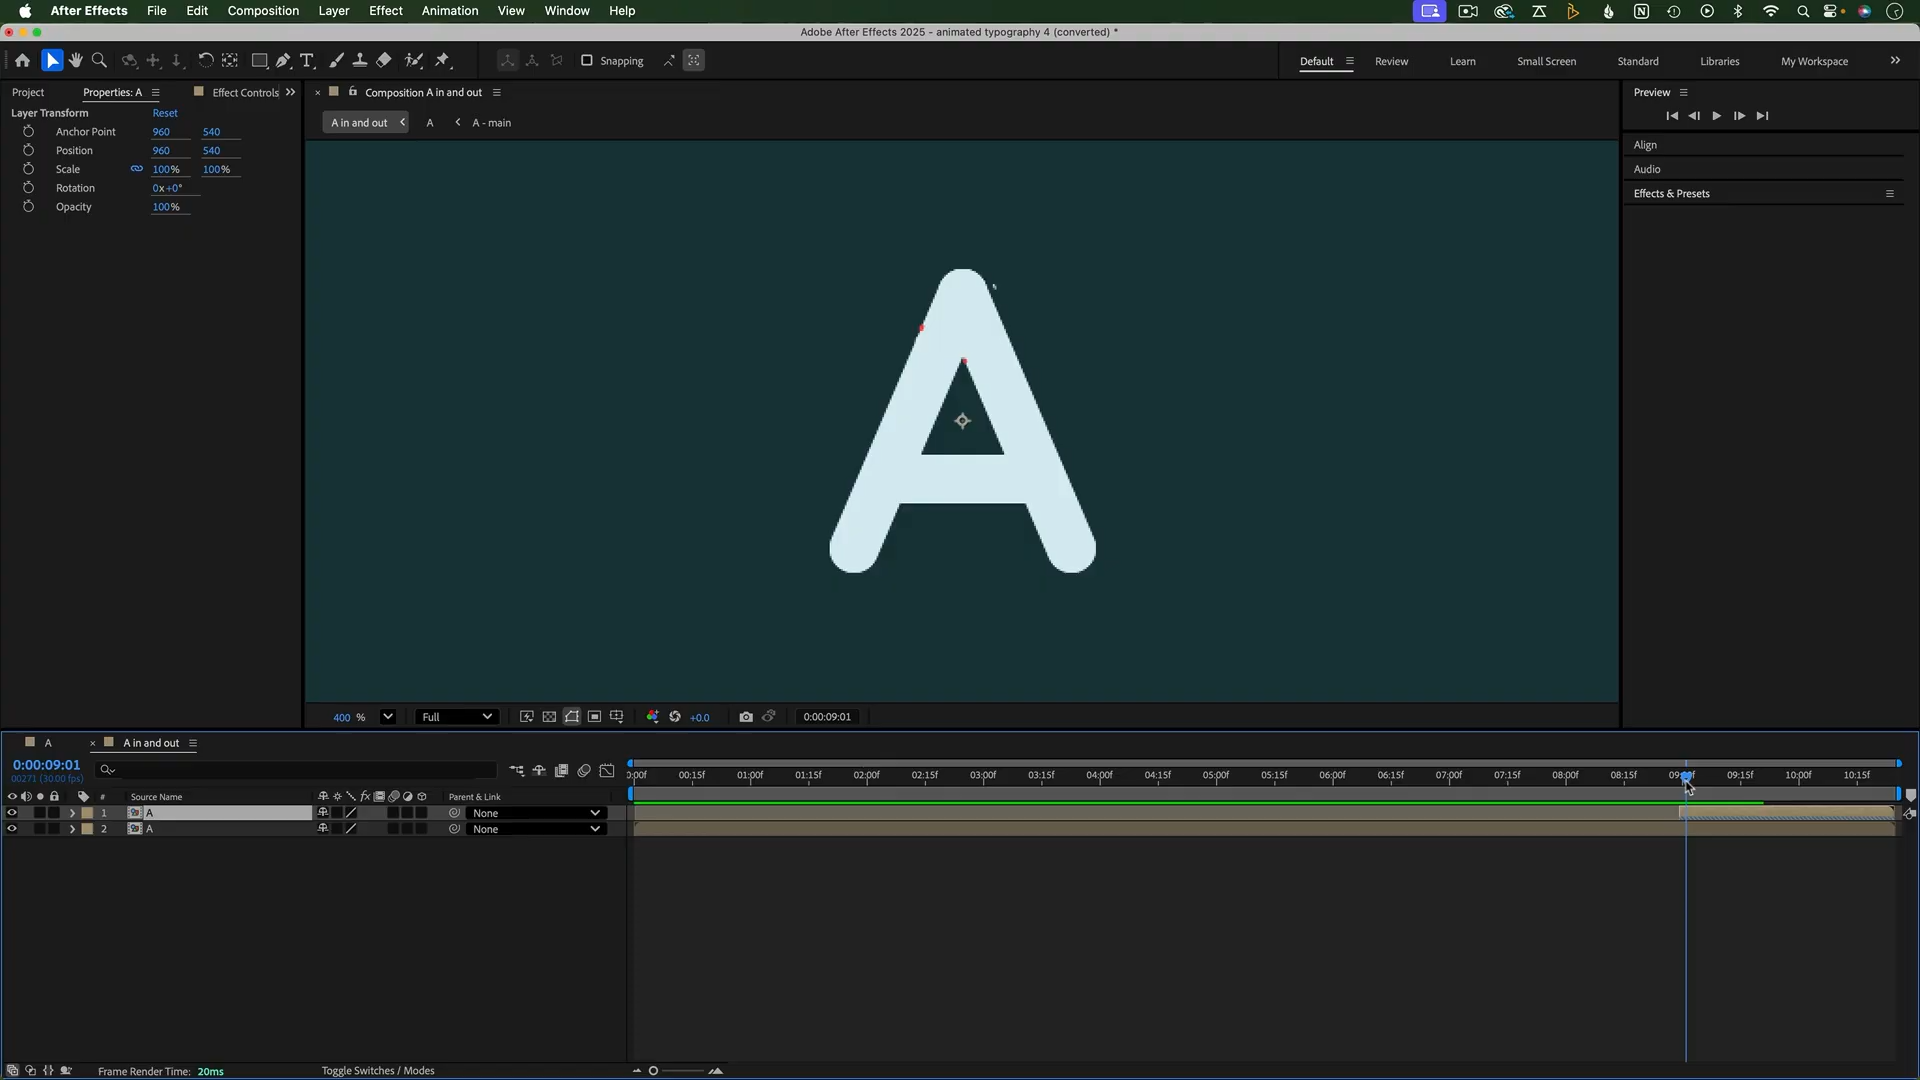 After Effects File Edit Composition Layer Effect Animation View Window Help
Adobe After Effects 2025 - animated typography 4 (converted) *
Snapping
Default Review Learn Small Screen Standard Libraries My Workspace
Project Properties: A Effect Controls
Composition A in and out
Preview
Layer Transform Reset
A in and out A A - main
Anchor Point 960 540
Position 960 540
Scale 100% 100%
Rotation 0x+0°
Opacity 100%
Align
Audio
Effects & Presets
A
400 % Full +0.0 0:00:09:01
A A in and out
0:00:09:01
00271 (30.00 fps)
0:00f 00:15f 01:00f 01:15f 02:00f 02:15f 03:00f 03:15f 04:00f 04:15f 05:00f 05:15f 06:00f 06:15f 07:00f 07:15f 08:00f 08:15f 09:15f 10:00f 10:15f
# Source Name fx Parent & Link
1 A None
2 A None
Frame Render Time: 20ms Toggle Switches / Modes